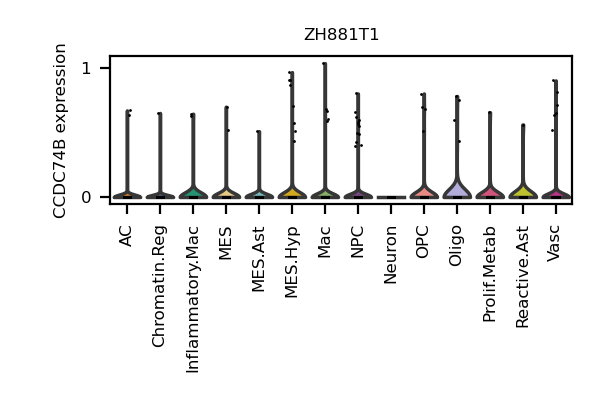 ZH881T1
CCDC74B expression
1
0
AC
Chromatin.Reg
Inflammatory.Mac
MES
MES.Ast
MES.Hyp
Mac
NPC
Neuron
OPC
Oligo
Prolif.Metab
Reactive.Ast
Vasc